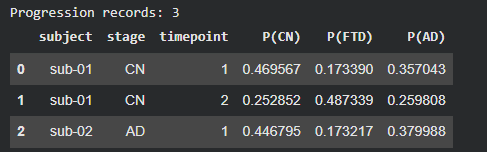 Progression records: 3
subject stage timepoint P(CN) P(FTD) P(AD)
0 sub-01 CN 1 0.469567 0.173390 0.357043
1 sub-01 CN 2 0.252852 0.487339 0.259808
2 sub-02 AD 1 0.446795 0.173217 0.379988